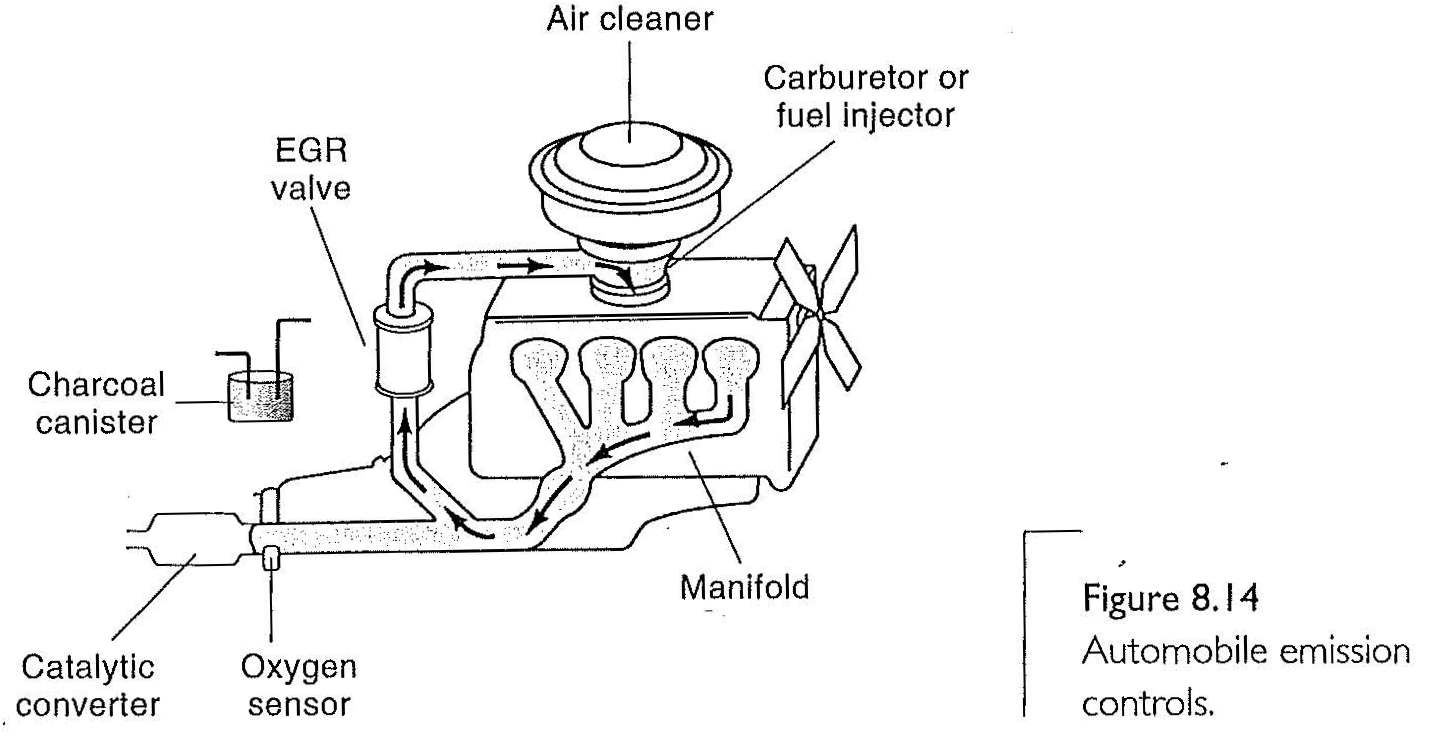 Air cleaner
Carburetor or
fuel injector
EGR
valve
Charcoal
canister
Manifold
Catalytic
converter
Oxygen
sensor
Figure 8.14
Automobile emission
controls.